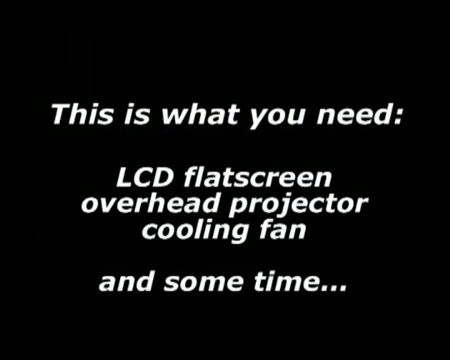 This is what you need:
LCD flatscreen
overhead projector
cooling fan
and some time...